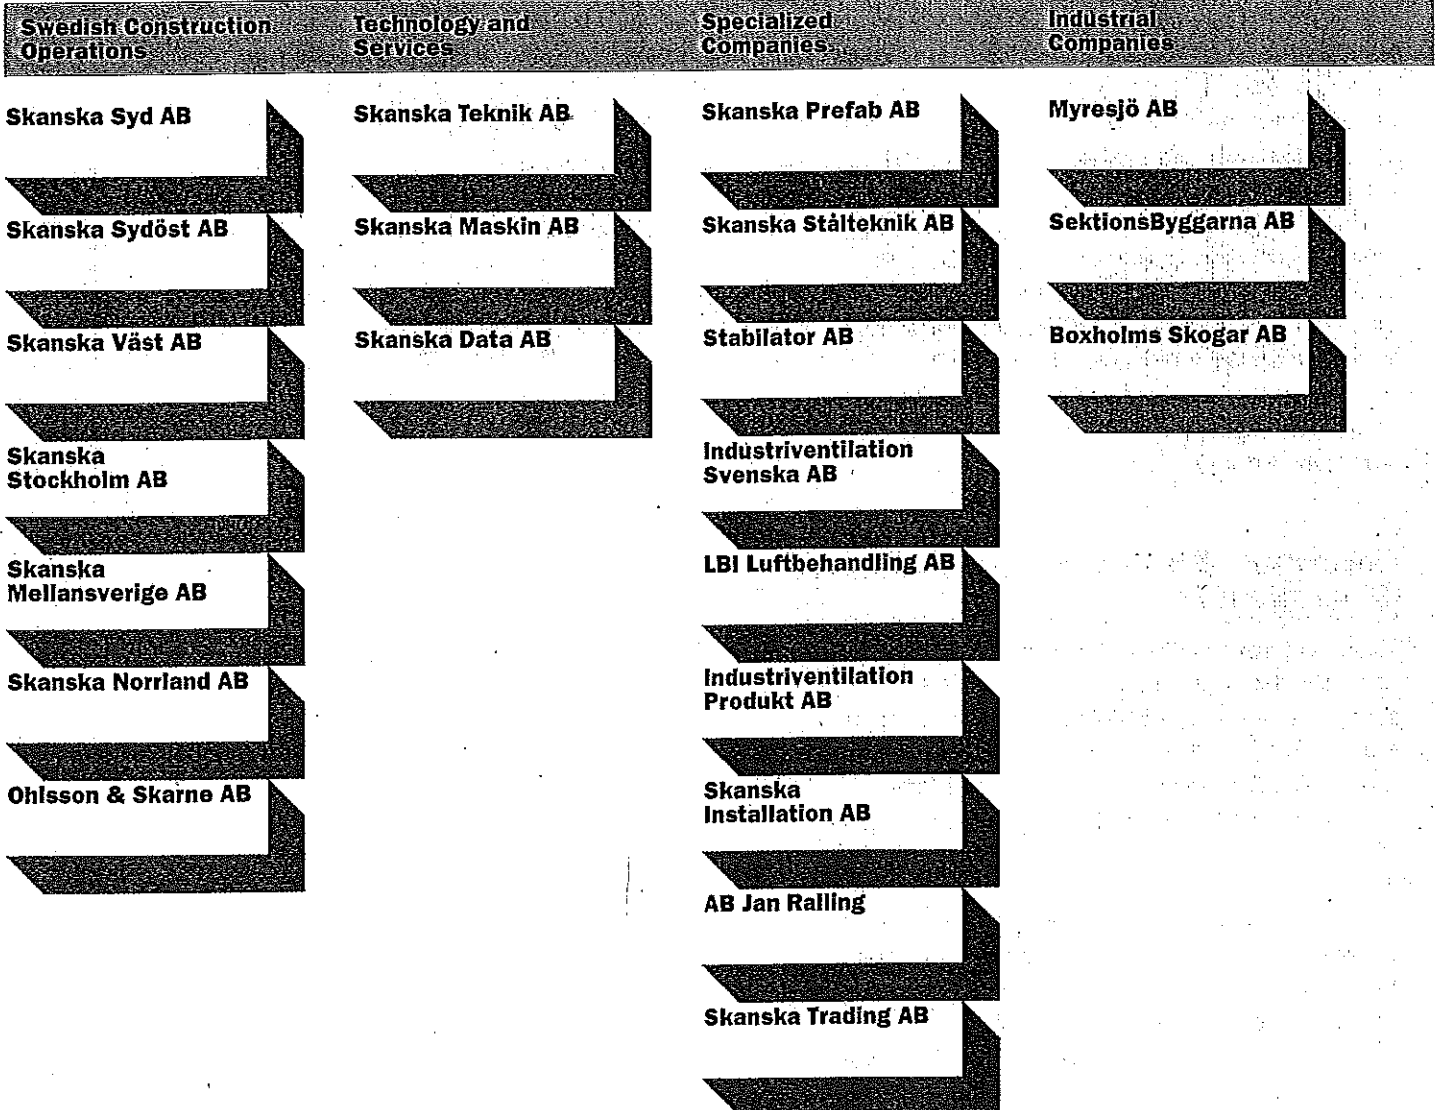 Swedish Construction
Operations
Technology and
Services
Specialized
Companies
Industrial
Companies
Skanska Syd AB
Skanska Sydöst AB
Skanska Väst AB
Skanska
Stockholm AB
Skanska
Mellansverige AB
Skanska Norrland AB
Ohlsson & Skarne AB
Skanska Teknik AB
Skanska Maskin AB
Skanska Data AB
Skanska Prefab AB
Skanska Stålteknik AB
Stabilator AB
Industriventilation
Svenska AB
LBI Luftbehandling AB
Industriventilation
Produkt AB
Skanska
Installation AB
AB Jan Ralling
Skanska Trading AB
Myresjö AB
SektionsByggarna AB
Boxholms Skogar AB